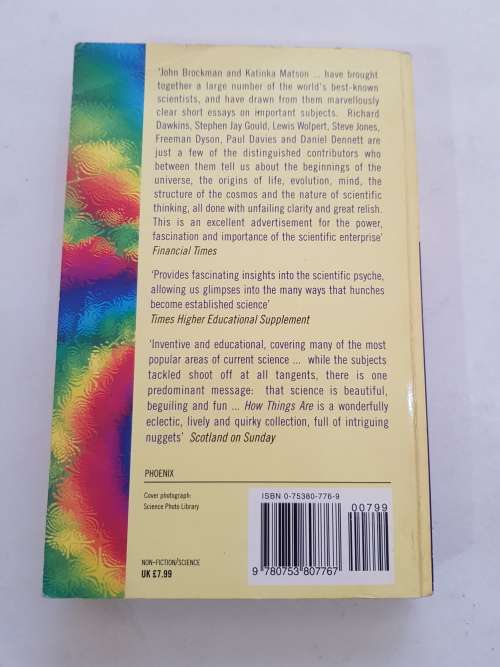 'John Brockman and Katinka Matson ... have brought
together a large number of the world's best-known
scientists, and have drawn from them marvellously
clear short essays on important subjects. Richard
Dawkins, Stephen Jay Gould, Lewis Wolpert, Steve Jones,
Freeman Dyson, Paul Davies and Daniel Dennett are
just a few of the distinguished contributors who
between them tell us about the beginnings of the
universe, the origins of life, evolution, mind, the
structure of the cosmos and the nature of scientific
thinking, all done with unfailing clarity and great relish.
This is an excellent advertisement for the power,
fascination and importance of the scientific enterprise'
Financial Times
'Provides fascinating insights into the scientific psyche,
allowing us glimpses into the many ways that hunches
become established science'
Times Higher Educational Supplement
'Inventive and educational, covering many of the most
popular areas of current science ... while the subjects
tackled shoot off at all tangents, there is one
predominant message: that science is beautiful,
beguiling and fun ... How Things Are is a wonderfully
eclectic, lively and quirky collection, full of intriguing
nuggets' Scotland on Sunday
PHOENIX
Cover photograph:
Science Photo Library
NON-FICTION/SCIENCE
UK £7.99
ISBN 0-75380-776-9
00799
9 780753 807767